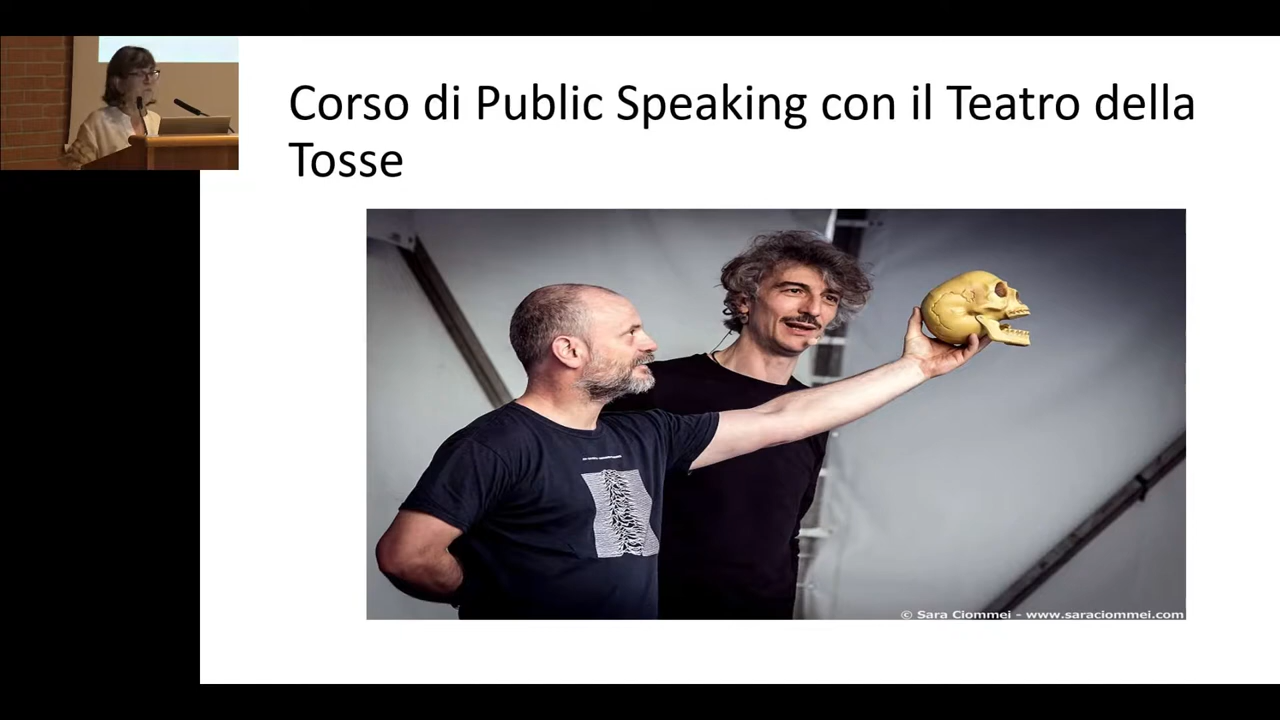 Corso di Public Speaking con il Teatro della
Tosse
© Sara Ciommei - www.saraciommei.com